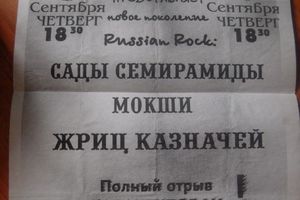 Сентября Сентября
ЧЕТВЕРГ новое поколение ЧЕТВЕРГ
18 30 Russian Rock: 18 30
САДЫ СЕМИРАМИДЫ
МОКШИ
ЖРИЦ КАЗНАЧЕЙ
Полный отрыв